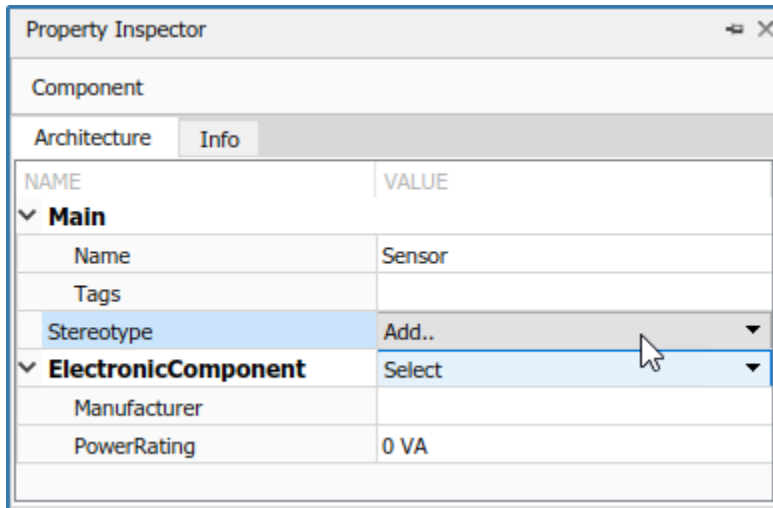 Property Inspector
Component
Architecture Info
NAME VALUE
Main
Name Sensor
Tags
Stereotype Add..
ElectronicComponent Select
Manufacturer
PowerRating 0 VA